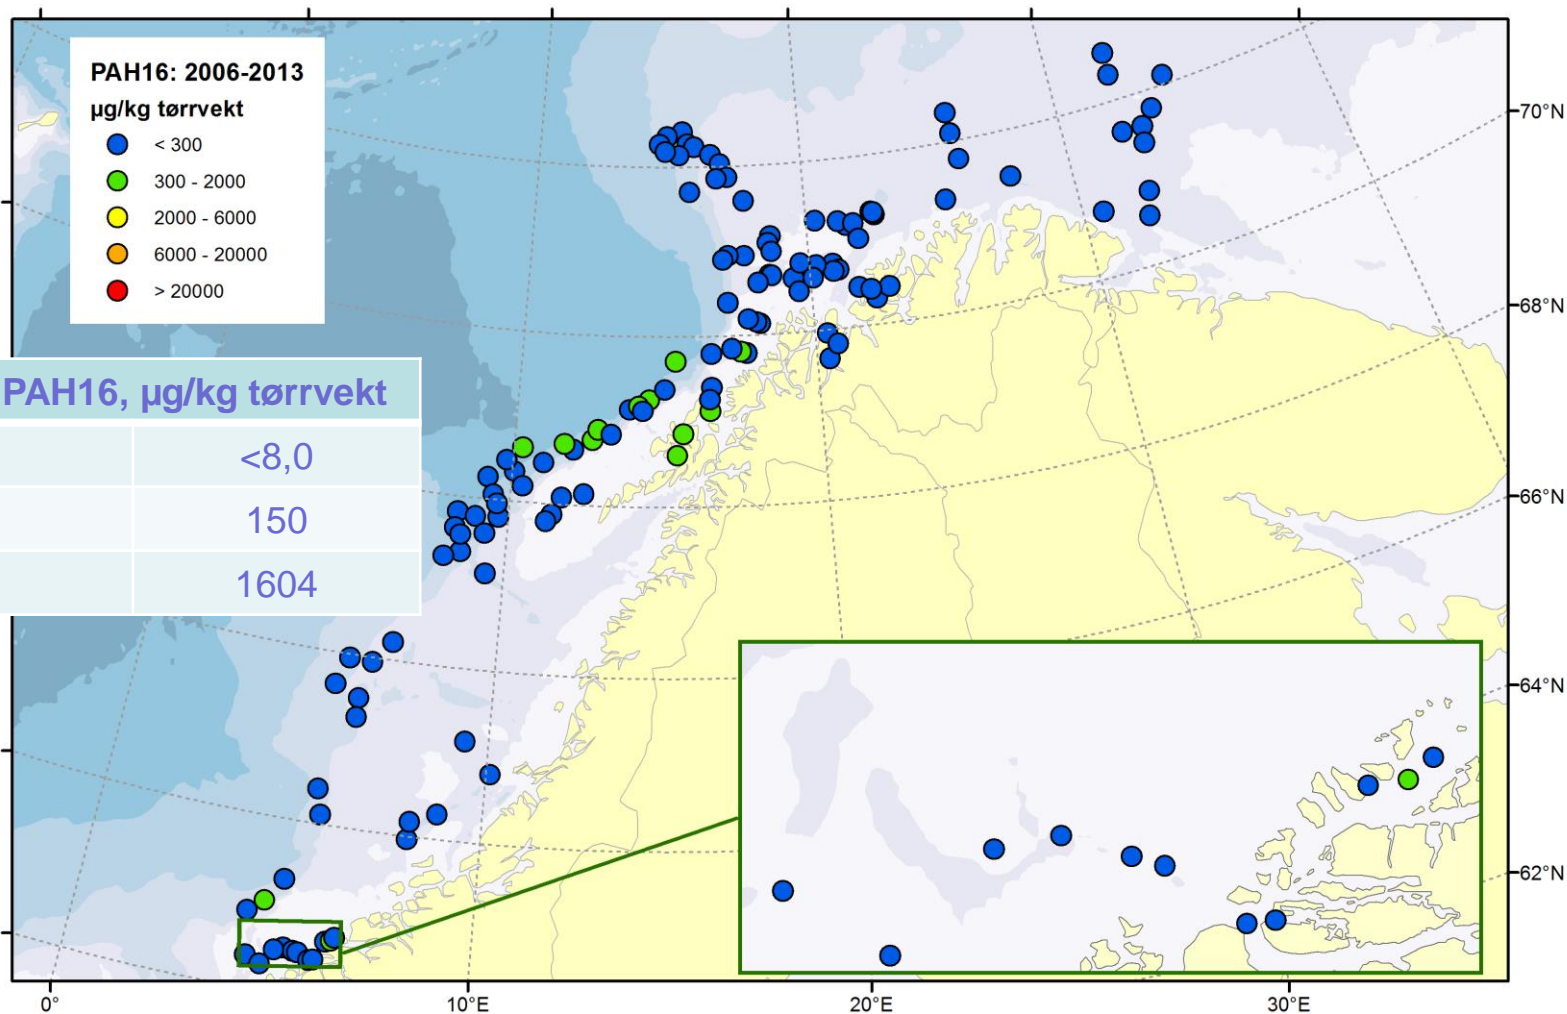 PAH16: 2006-2013
µg/kg tørrvekt
< 300
300 - 2000
2000 - 6000
6000 - 20000
> 20000
PAH16, µg/kg tørrvekt
<8,0
150
1604
70°N
68°N
66°N
64°N
62°N
0°
10°E
20°E
30°E